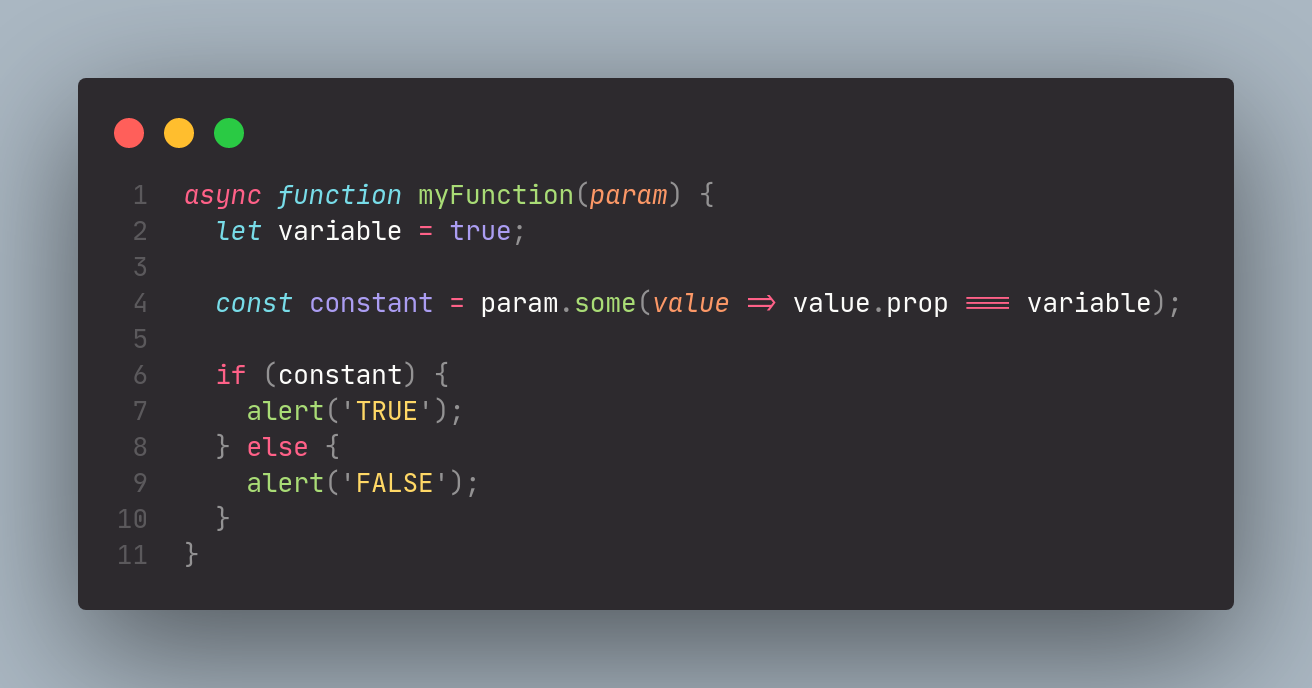 1 async function myFunction(param) {
2   let variable = true;
3
4   const constant = param.some(value => value.prop === variable);
5
6   if (constant) {
7     alert('TRUE');
8   } else {
9     alert('FALSE');
10   }
11 }